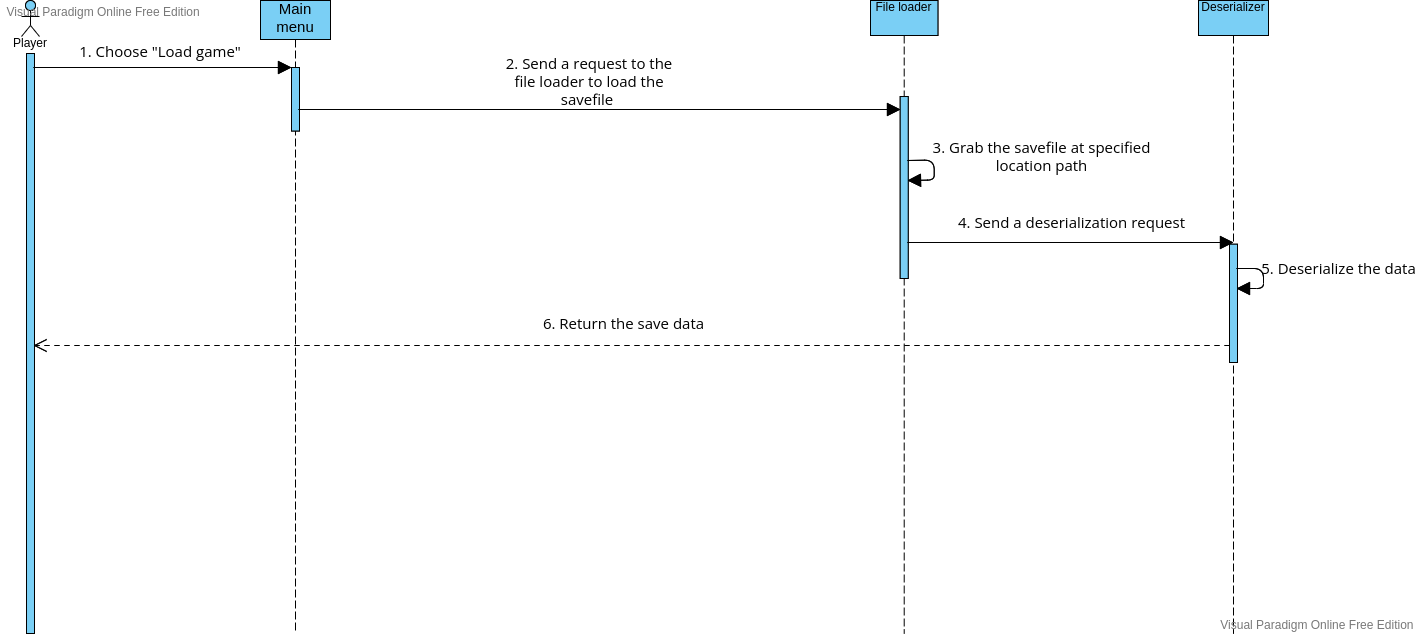 Visual Paradigm Online Free Edition
Player
Main
menu
File loader
Deserializer
1. Choose "Load game"
2. Send a request to the
file loader to load the
savefile
3. Grab the savefile at specified
location path
4. Send a deserialization request
5. Deserialize the data
6. Return the save data
Visual Paradigm Online Free Edition